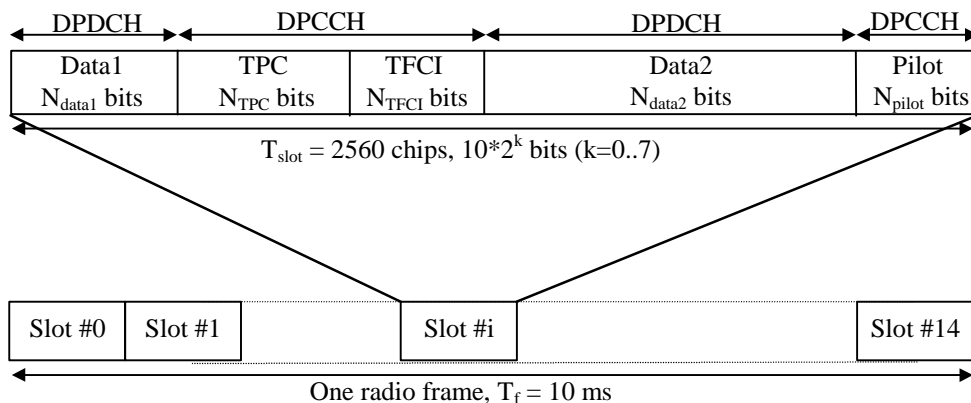 DPDCH DPCCH DPDCH DPCCH
Data1 TPC TFCI Data2 Pilot
N_data1 bits N_TPC bits N_TFCI bits N_data2 bits N_pilot bits
T_slot = 2560 chips, 10*2^k bits (k=0..7)
Slot #0 Slot #1 Slot #i Slot #14
One radio frame, T_f = 10 ms